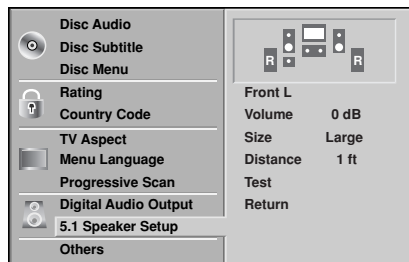 Disc Audio
Disc Subtitle
Disc Menu
Rating
Country Code
TV Aspect
Menu Language
Progressive Scan
Digital Audio Output
5.1 Speaker Setup
Others
R R
Front L
Volume 0 dB
Size Large
Distance 1 ft
Test
Return